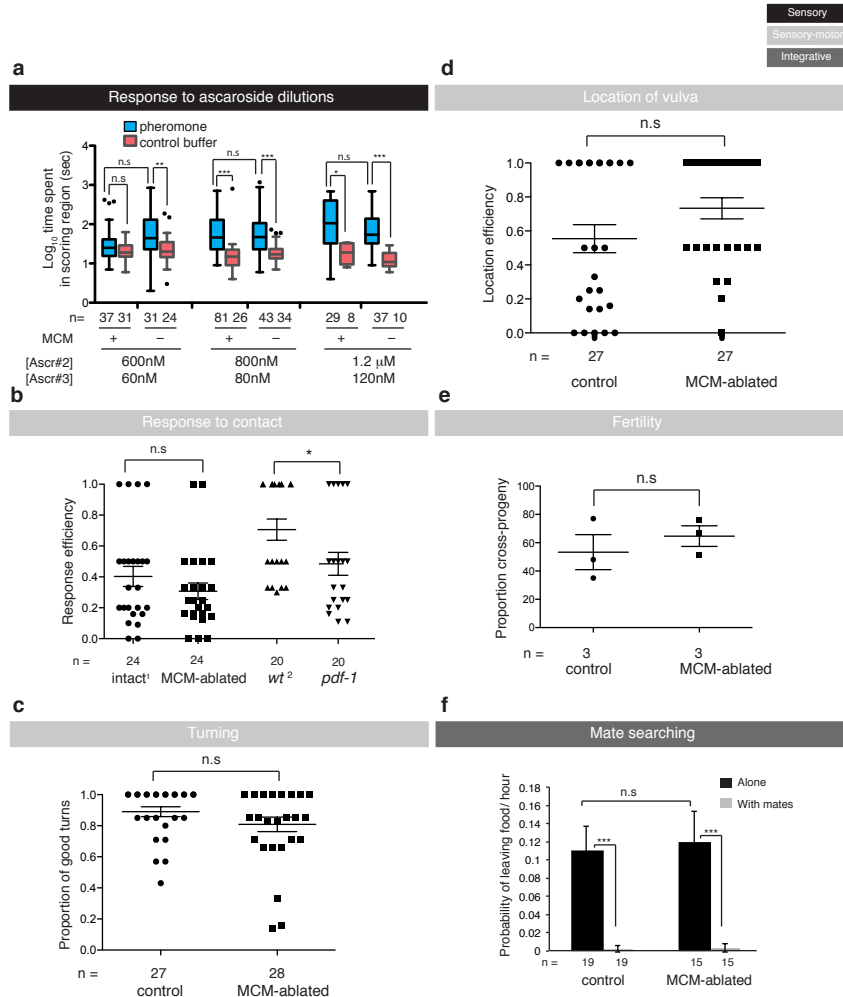 Sensory
Sensory-motor
Integrative
a
Response to ascaroside dilutions
pheromone
control buffer
Log10 time spent
in scoring region (sec)
4
3
2
1
0
n.s
n.s
**
n.s
***
***
n.s
*
***
n= 37 31 31 24 81 26 43 34 29 8 37 10
MCM + − + − + −
[Ascr#2] 600nM 800nM 1.2 μM
[Ascr#3] 60nM 80nM 120nM
b
Response to contact
Response efficiency
1.0
0.8
0.6
0.4
0.2
0.0
n.s
*
n = 24 24 20 20
intact¹ MCM-ablated wt ² pdf-1
c
Turning
Proportion of good turns
1.0
0.8
0.6
0.4
0.2
0.0
n.s
n = 27 28
control MCM-ablated
d
Location of vulva
Location efficiency
1.0
0.8
0.6
0.4
0.2
0.0
n.s
n = 27 27
control MCM-ablated
e
Fertility
Proportion cross-progeny
100
80
60
40
20
0
n.s
n = 3 3
control MCM-ablated
f
Mate searching
Probability of leaving food/ hour
0.18
0.16
0.14
0.12
0.1
0.08
0.06
0.04
0.02
0
Alone
With mates
n.s
***
***
n = 19 19 15 15
control MCM-ablated